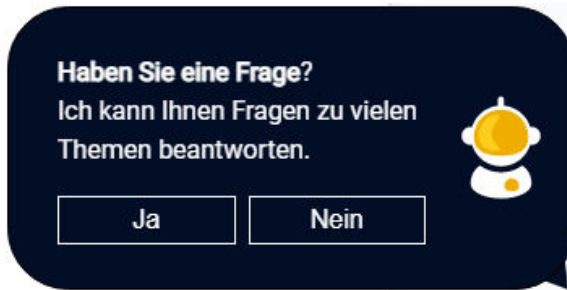 Haben Sie eine Frage?
Ich kann Ihnen Fragen zu vielen
Themen beantworten.
Ja Nein